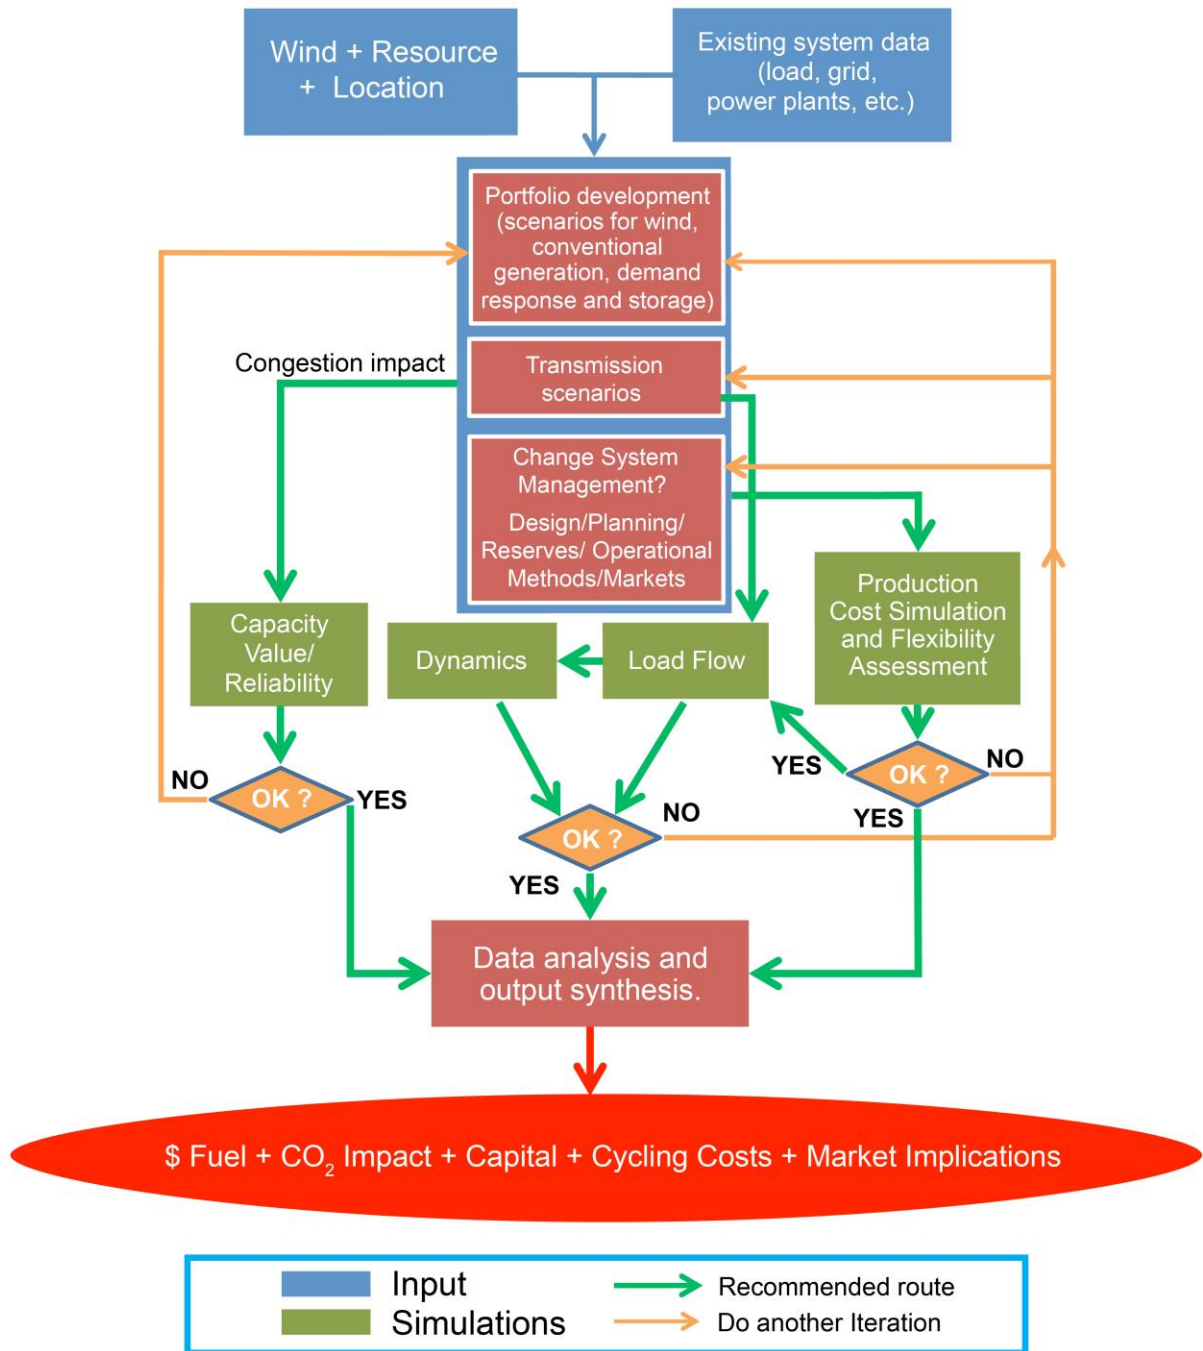 Wind + Resource
+ Location
Existing system data
(load, grid,
power plants, etc.)
Portfolio development
(scenarios for wind,
conventional
generation, demand
response and storage)
Congestion impact
Transmission
scenarios
Change System
Management?
Design/Planning/
Reserves/ Operational
Methods/Markets
Capacity
Value/
Reliability
Dynamics
Load Flow
Production
Cost Simulation
and Flexibility
Assessment
NO
OK ?
YES
OK ?
NO
YES
YES
OK ?
NO
YES
Data analysis and
output synthesis.
$ Fuel + CO₂ Impact + Capital + Cycling Costs + Market Implications
Input
Recommended route
Simulations
Do another Iteration